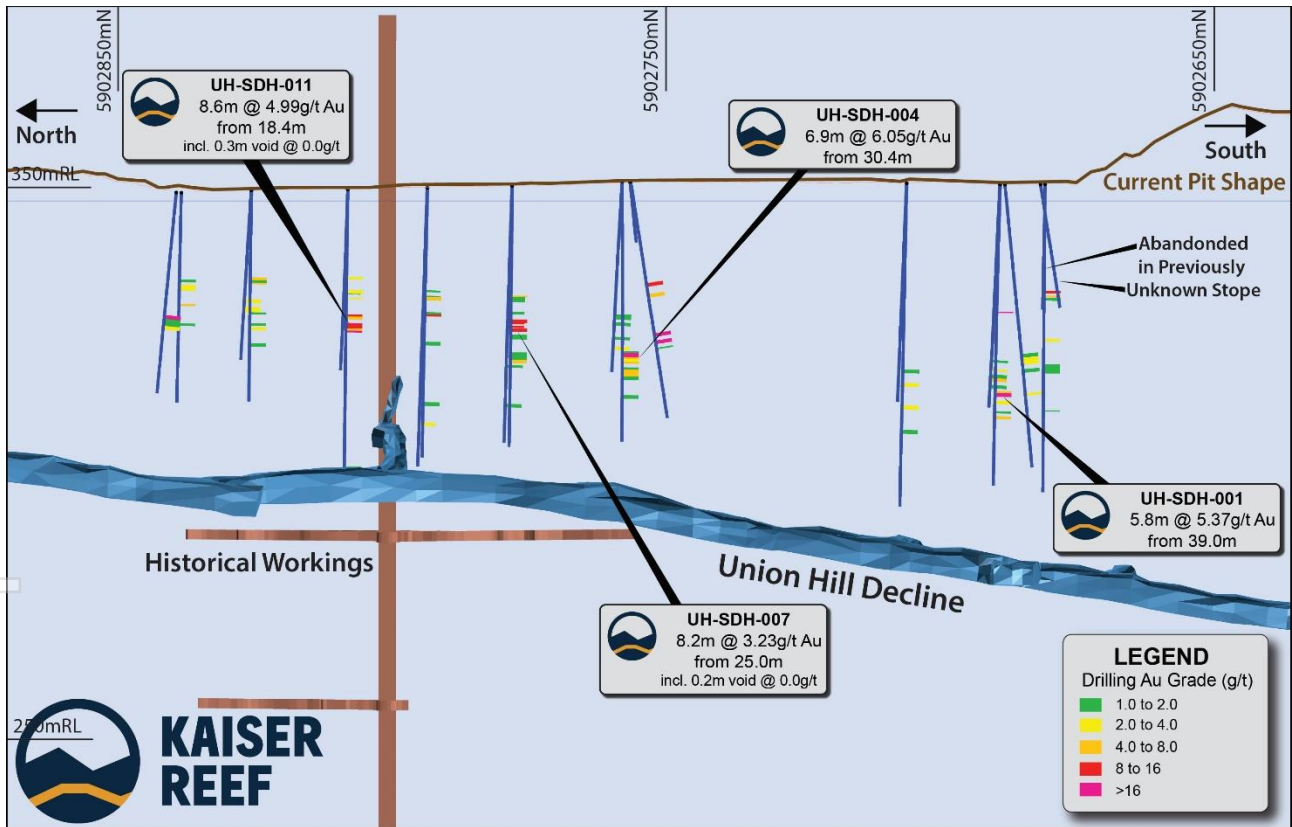 5902850mN
5902750mN
5902650mN
North
South
350mRL
Current Pit Shape
UH-SDH-011
8.6m @ 4.99g/t Au
from 18.4m
incl. 0.3m void @ 0.0g/t
UH-SDH-004
6.9m @ 6.05g/t Au
from 30.4m
Abandonded
in Previously
Unknown Stope
UH-SDH-001
5.8m @ 5.37g/t Au
from 39.0m
Historical Workings
Union Hill Decline
UH-SDH-007
8.2m @ 3.23g/t Au
from 25.0m
incl. 0.2m void @ 0.0g/t
250mRL
KAISER
REEF
LEGEND
Drilling Au Grade (g/t)
1.0 to 2.0
2.0 to 4.0
4.0 to 8.0
8 to 16
>16